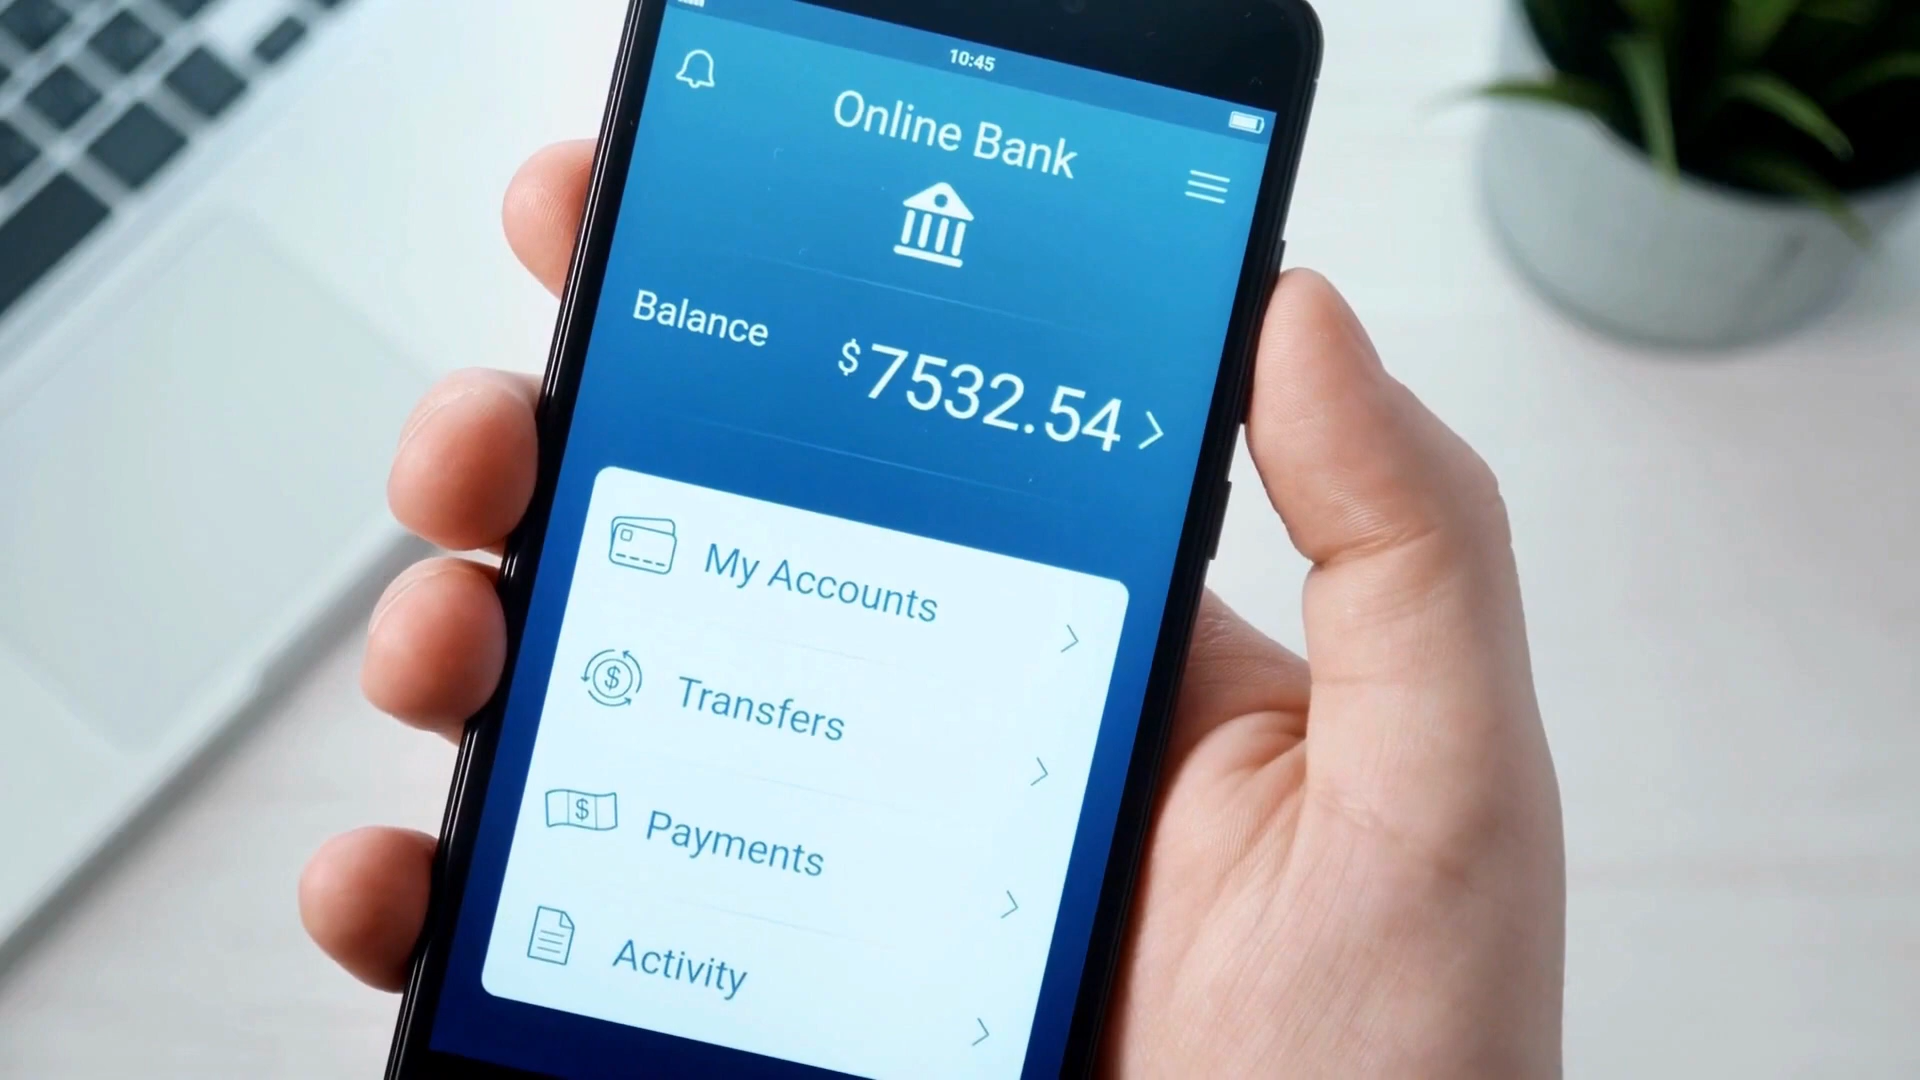 10:45
Online Bank
Balance
$7532.54
My Accounts
$
Transfers
$
Payments
Activity